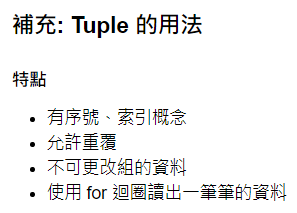 補充: Tuple 的用法
特點
• 有序號、索引概念
• 允許重覆
• 不可更改組的資料
• 使用 for 迴圈讀出一筆筆的資料